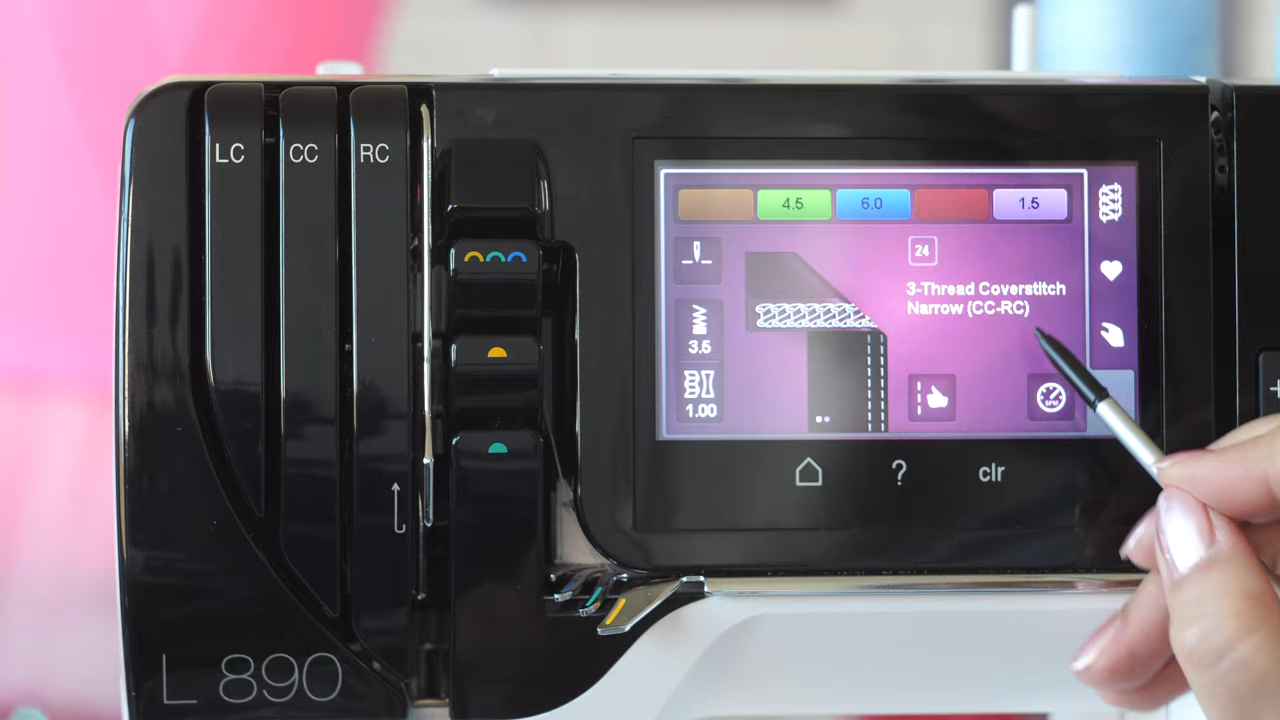 LC CC RC
4.5 6.0 1.5
24
3-Thread Coverstitch
Narrow (CC-RC)
3.5
1.00
SPM
? clr
L 890